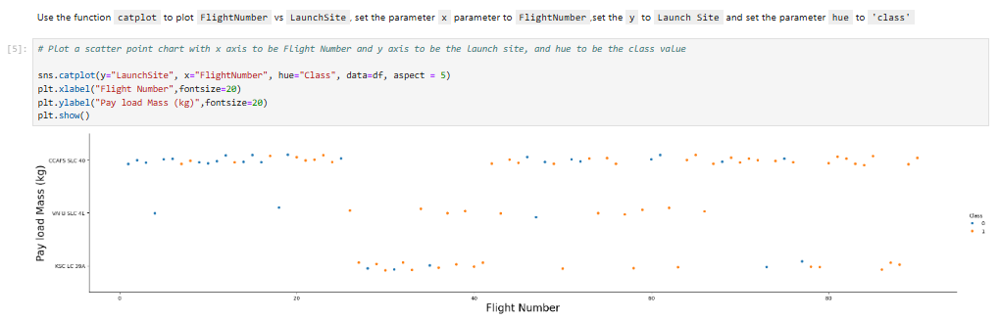 Use the function catplot to plot FlightNumber vs LaunchSite, set the parameter x parameter to FlightNumber,set the y to Launch Site and set the parameter hue to 'class'
[5]:
# Plot a scatter point chart with x axis to be Flight Number and y axis to be the launch site, and hue to be the class value
sns.catplot(y="LaunchSite", x="FlightNumber", hue="Class", data=df, aspect = 5)
plt.xlabel("Flight Number",fontsize=20)
plt.ylabel("Pay load Mass (kg)",fontsize=20)
plt.show()
Pay load Mass (kg)
CCAFS SLC 40
VAFB SLC 4E
KSC LC 39A
Class
0
1
0 20 40 60 80
Flight Number